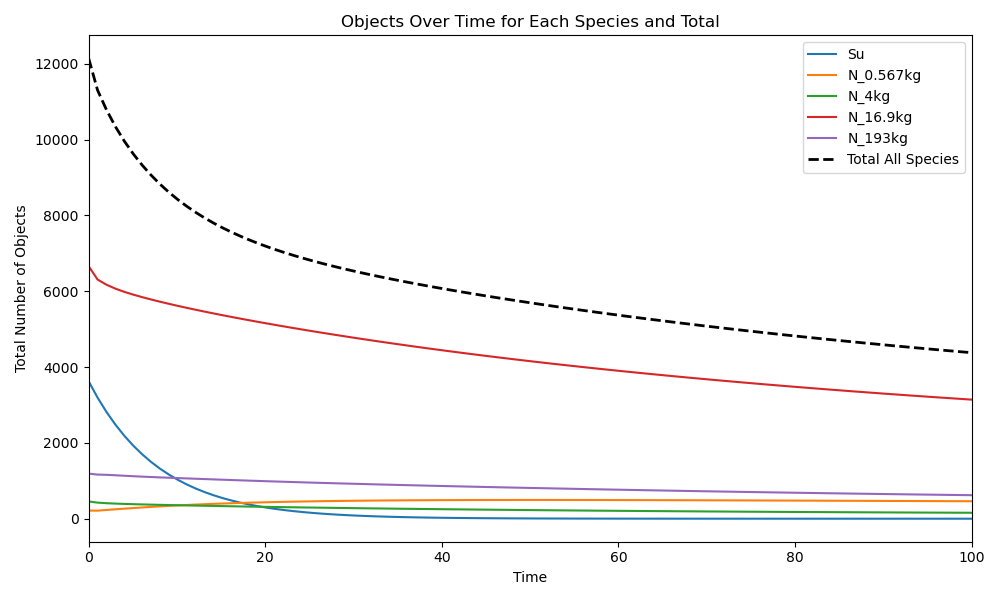 Objects Over Time for Each Species and Total
Total Number of Objects
12000
10000
8000
6000
4000
2000
0
Su
N_0.567kg
N_4kg
N_16.9kg
N_193kg
Total All Species
0 20 40 60 80 100
Time